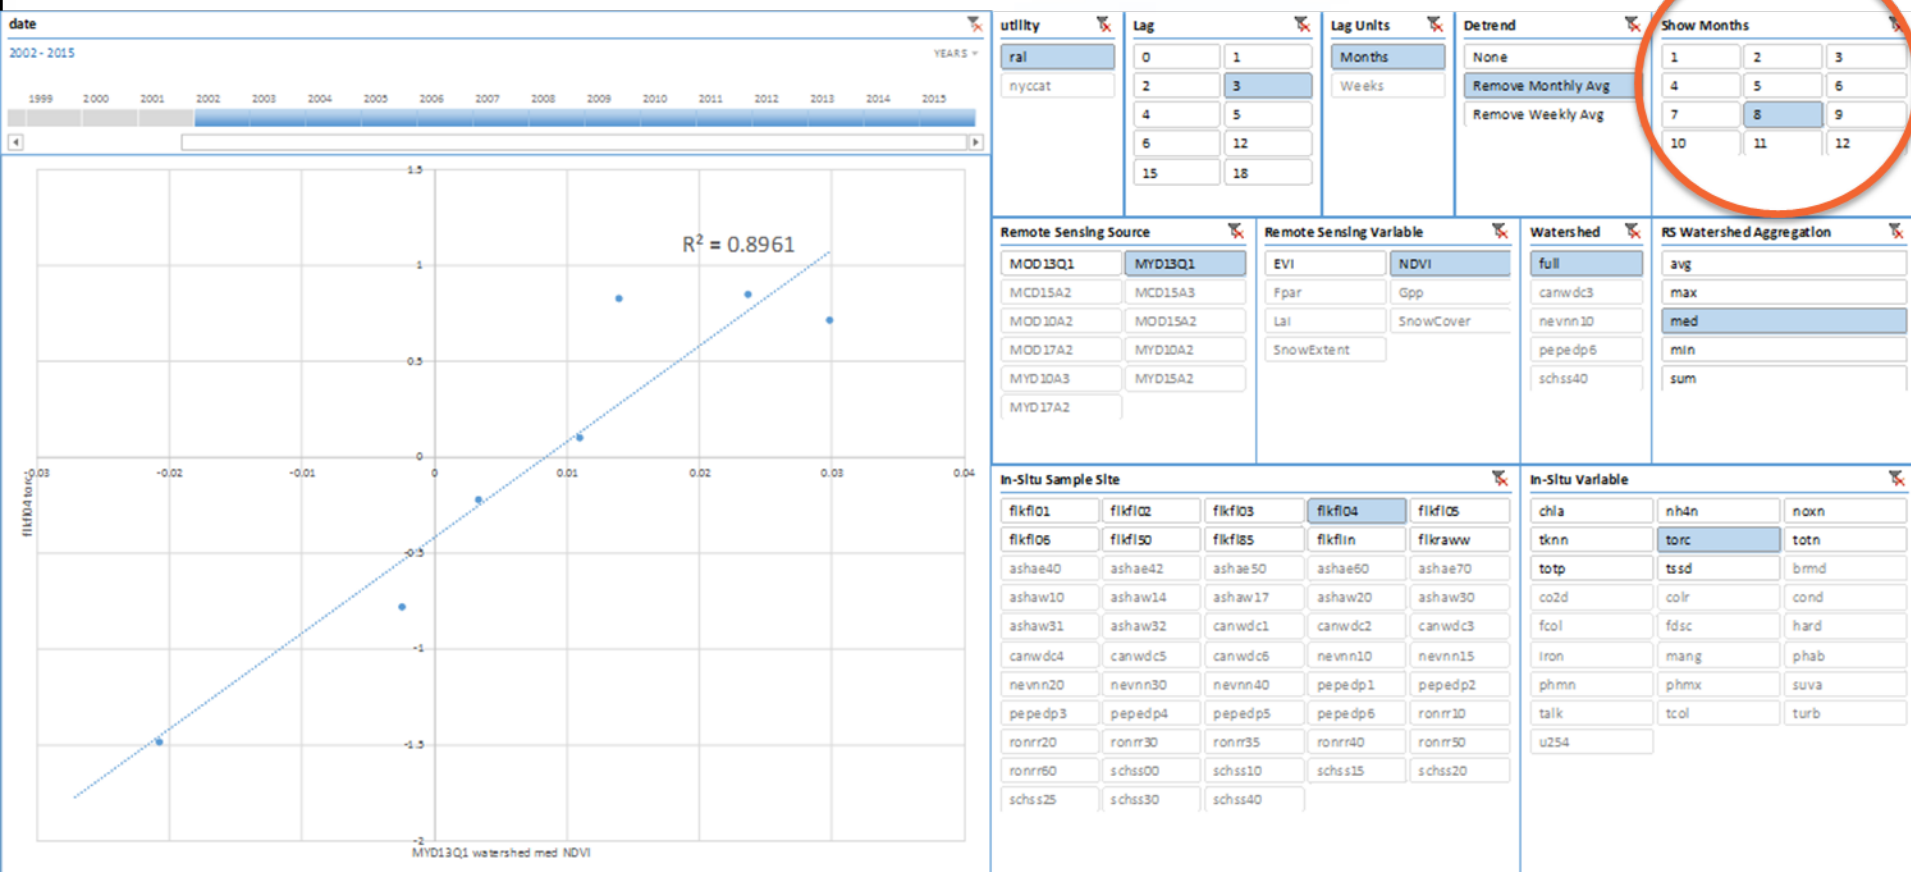 date
2002 - 2015
YEARS
1999 2000 2001 2002 2003 2004 2005 2006 2007 2008 2009 2010 2011 2012 2013 2014 2015
1.5
1
0.5
0
-0.5
-1
-1.5
-2
R² = 0.8961
-0.03 -0.02 -0.01 0 0.01 0.02 0.03 0.04
flkfl04 torc
MYD13Q1 watershed med NDVI
utility
ral
nyccat
Lag
0 1
2 3
4 5
6 12
15 18
Lag Units
Months
Weeks
Detrend
None
Remove Monthly Avg
Remove Weekly Avg
Show Months
1 2 3
4 5 6
7 8 9
10 11 12
Remote Sensing Source
MOD13Q1 MYD13Q1
MCD15A2 MCD15A3
MOD10A2 MOD15A2
MOD17A2 MYD10A2
MYD10A3 MYD15A2
MYD17A2
Remote Sensing Variable
EVI NDVI
Fpar Gpp
Lai SnowCover
SnowExtent
Watershed
full
canwdc3
nevnn10
pepedp6
schss40
RS Watershed Aggregation
avg
max
med
min
sum
In-Situ Sample Site
flkfl01 flkfl02 flkfl03 flkfl04 flkfl05
flkfl06 flkfl50 flkfl85 flkflin flkraww
ashae40 ashae42 ashae50 ashae60 ashae70
ashaw10 ashaw14 ashaw17 ashaw20 ashaw30
ashaw31 ashaw32 canwdc1 canwdc2 canwdc3
canwdc4 canwdc5 canwdc6 nevnn10 nevnn15
nevnn20 nevnn30 nevnn40 pepedp1 pepedp2
pepedp3 pepedp4 pepedp5 pepedp6 ronrr10
ronrr20 ronrr30 ronrr35 ronrr40 ronrr50
ronrr60 schss00 schss10 schss15 schss20
schss25 schss30 schss40
In-Situ Variable
chla nh4n noxn
tknn torc totn
totp tssd brmd
co2d colr cond
fcol fdsc hard
iron mang phab
phmn phmx suva
talk tcol turb
u254